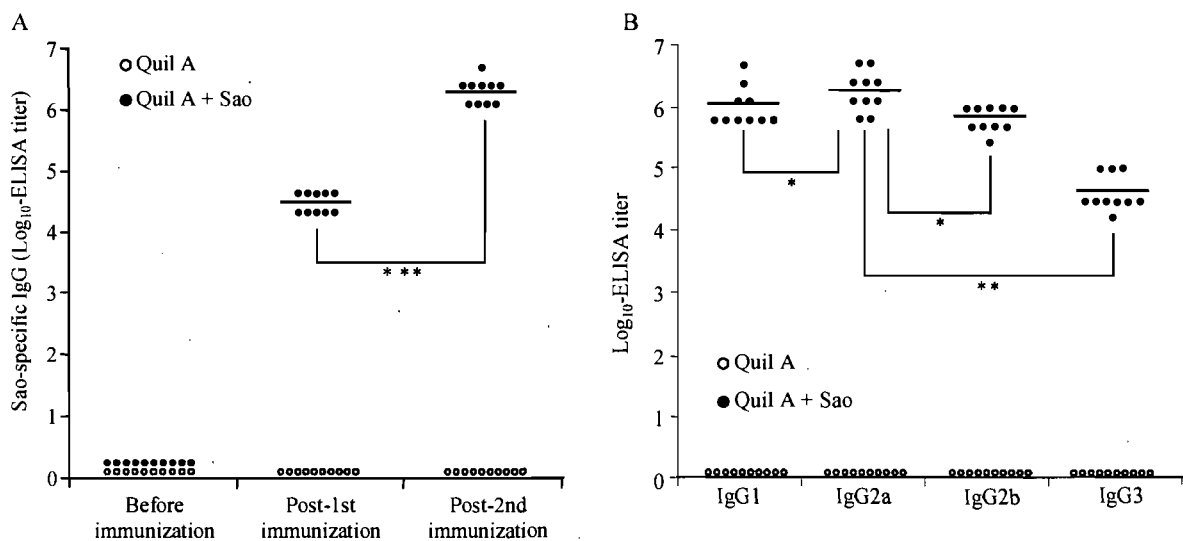 A
Sao-specific IgG (Log10-ELISA titer)
7
6
5
4
3
2
1
0
Quil A
Quil A + Sao
***
Before
immunization
Post-1st
immunization
Post-2nd
immunization
B
Log10-ELISA titer
7
6
5
4
3
2
1
0
*
*
**
Quil A
Quil A + Sao
IgG1
IgG2a
IgG2b
IgG3